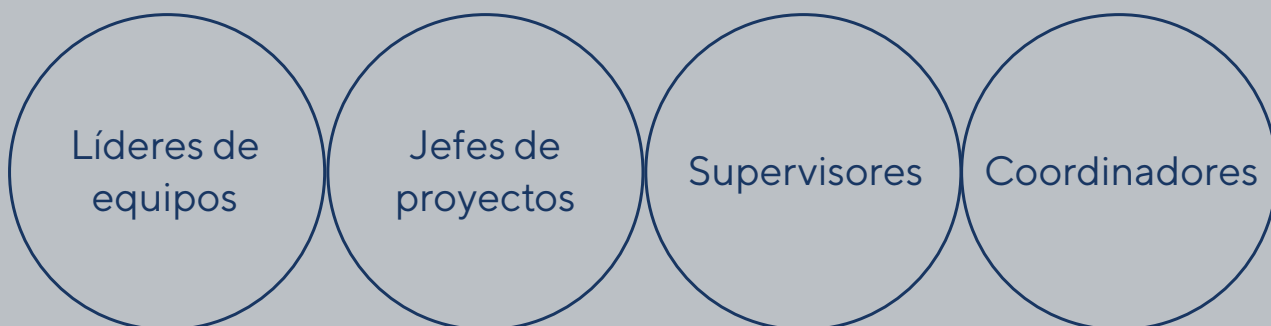 Líderes de
equipos
Jefes de
proyectos
Supervisores
Coordinadores